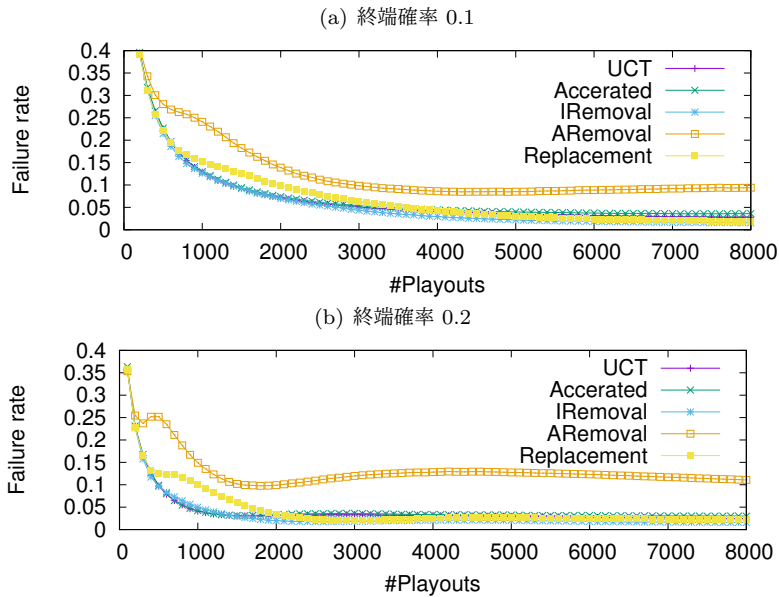 (a) 終端確率 0.1
0.4
0.35
0.3
0.25
0.2
0.15
0.1
0.05
0
Failure rate
UCT
Accerated
IRemoval
ARemoval
Replacement
0 1000 2000 3000 4000 5000 6000 7000 8000
#Playouts
(b) 終端確率 0.2
0.4
0.35
0.3
0.25
0.2
0.15
0.1
0.05
0
Failure rate
UCT
Accerated
IRemoval
ARemoval
Replacement
0 1000 2000 3000 4000 5000 6000 7000 8000
#Playouts